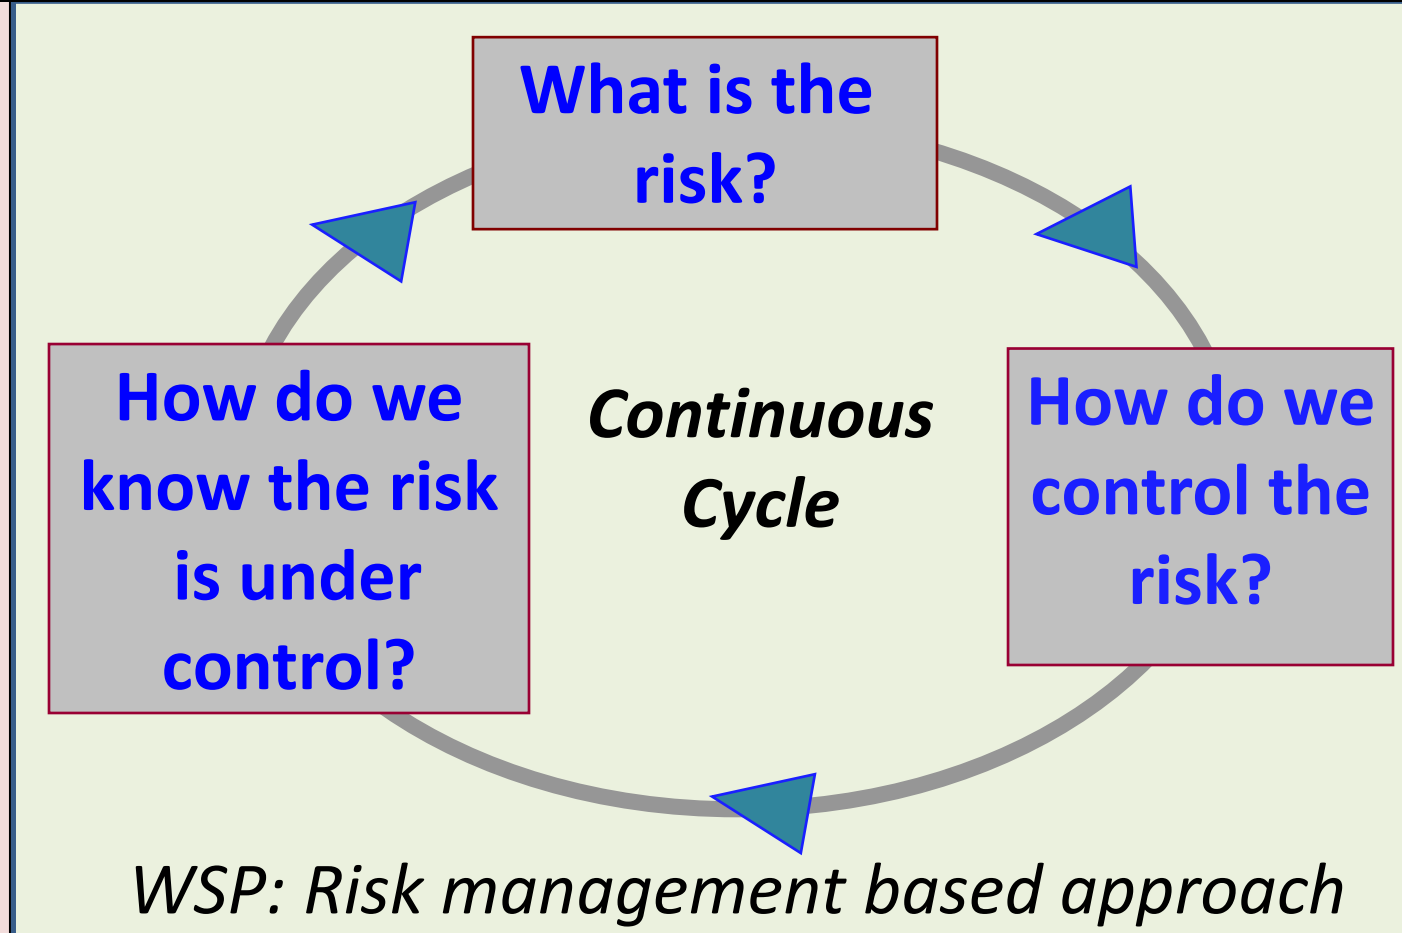 What is the
risk?
How do we
know the risk
is under
control?
Continuous
Cycle
How do we
control the
risk?
WSP: Risk management based approach